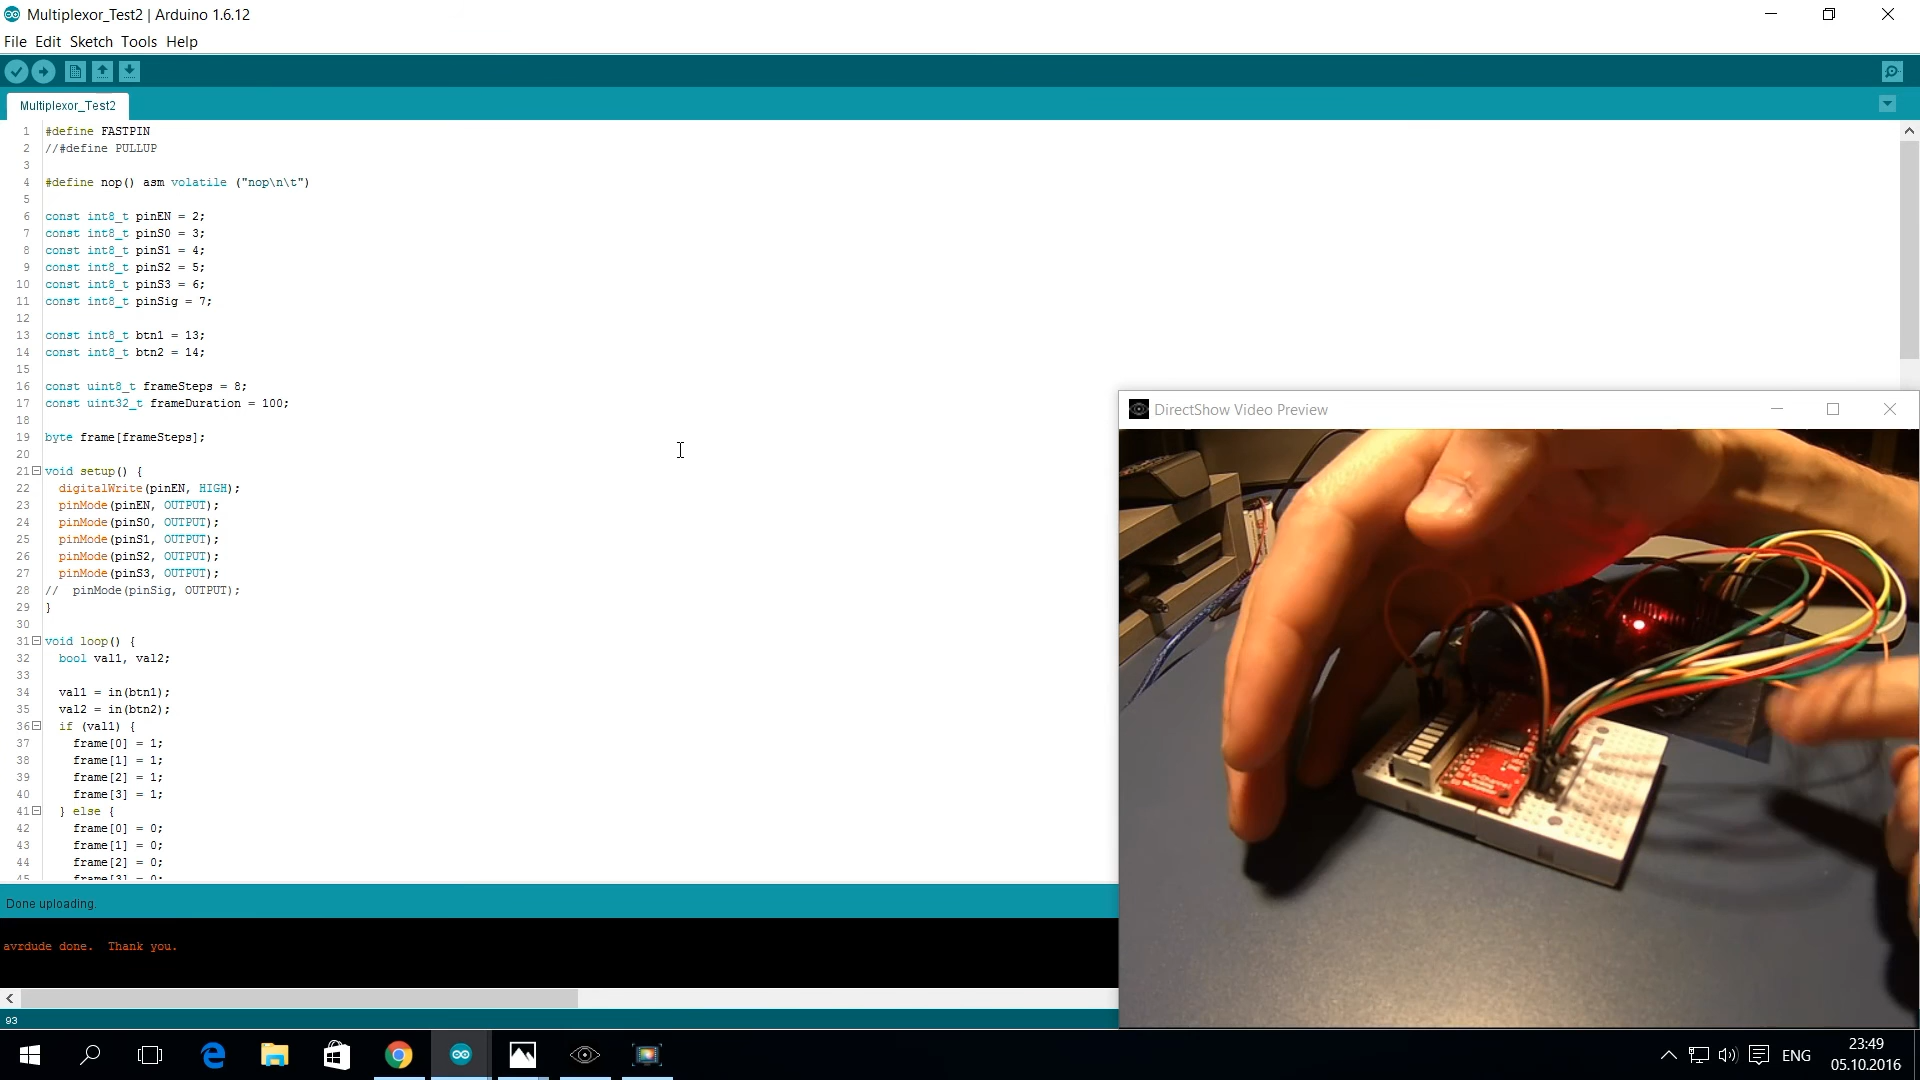 Multiplexor_Test2 | Arduino 1.6.12
File Edit Sketch Tools Help
Multiplexor_Test2
1 #define FASTPIN
2 //#define PULLUP
3
4 #define nop() asm volatile ("nop\n\t")
5
6 const int8_t pinEN = 2;
7 const int8_t pinS0 = 3;
8 const int8_t pinS1 = 4;
9 const int8_t pinS2 = 5;
10 const int8_t pinS3 = 6;
11 const int8_t pinSig = 7;
12
13 const int8_t btn1 = 13;
14 const int8_t btn2 = 14;
15
16 const uint8_t frameSteps = 8;
17 const uint32_t frameDuration = 100;
18
19 byte frame[frameSteps];
20
21 void setup() {
22 digitalWrite(pinEN, HIGH);
23 pinMode(pinEN, OUTPUT);
24 pinMode(pinS0, OUTPUT);
25 pinMode(pinS1, OUTPUT);
26 pinMode(pinS2, OUTPUT);
27 pinMode(pinS3, OUTPUT);
28 // pinMode(pinSig, OUTPUT);
29 }
30
31 void loop() {
32 bool val1, val2;
33
34 val1 = in(btn1);
35 val2 = in(btn2);
36 if (val1) {
37 frame[0] = 1;
38 frame[1] = 1;
39 frame[2] = 1;
40 frame[3] = 1;
41 } else {
42 frame[0] = 0;
43 frame[1] = 0;
44 frame[2] = 0;
45 frame[3] = 0;
DirectShow Video Preview
Done uploading.
avrdude done. Thank you.
93
ENG
23:49
05.10.2016